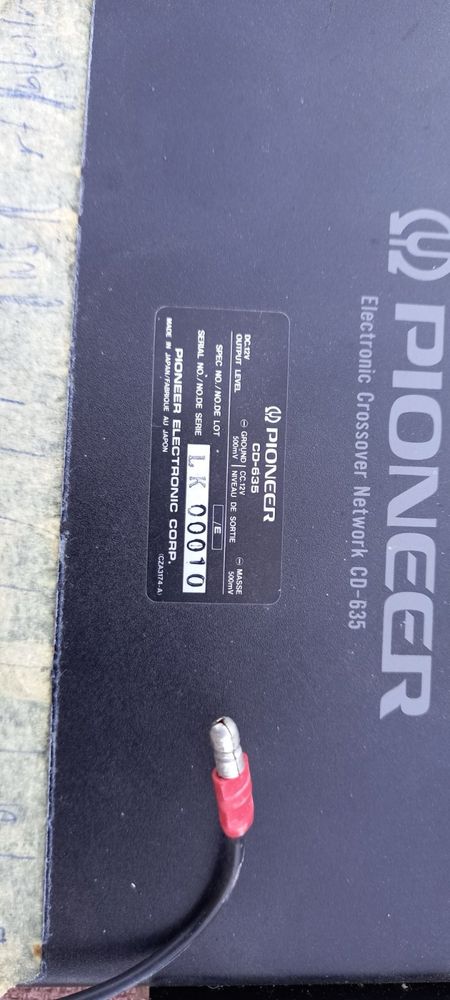 PIONEER
Electronic Crossover Network CD-635
PIONEER
CD-635
DC.12V ⊖ GROUND CC.12V ⊖ MASSE
OUTPUT LEVEL 500mV NIVEAU DE SORTIE 500mV
SPEC NO./NO.DE LOT /E
SERIAL NO./NO.DE SERIE LK00010
PIONEER ELECTRONIC CORP.
MADE IN JAPAN/FABRIQUE AU JAPON (CZA3174-A)